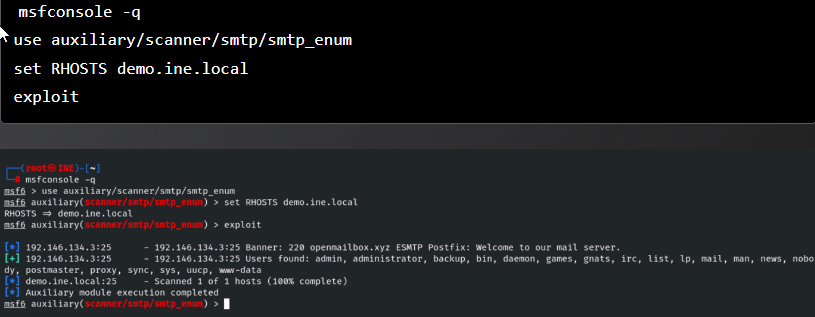 msfconsole -q
use auxiliary/scanner/smtp/smtp_enum
set RHOSTS demo.ine.local
exploit
┌──(root㉿INE)-[~]
└─# msfconsole -q
msf6 > use auxiliary/scanner/smtp/smtp_enum
msf6 auxiliary(scanner/smtp/smtp_enum) > set RHOSTS demo.ine.local
RHOSTS ⇒ demo.ine.local
msf6 auxiliary(scanner/smtp/smtp_enum) > exploit
[*] 192.146.134.3:25 - 192.146.134.3:25 Banner: 220 openmailbox.xyz ESMTP Postfix: Welcome to our mail server.
[+] 192.146.134.3:25 - 192.146.134.3:25 Users found: admin, administrator, backup, bin, daemon, games, gnats, irc, list, lp, mail, man, news, nobo
dy, postmaster, proxy, sync, sys, uucp, www-data
[*] demo.ine.local:25 - Scanned 1 of 1 hosts (100% complete)
[*] Auxiliary module execution completed
msf6 auxiliary(scanner/smtp/smtp_enum) >